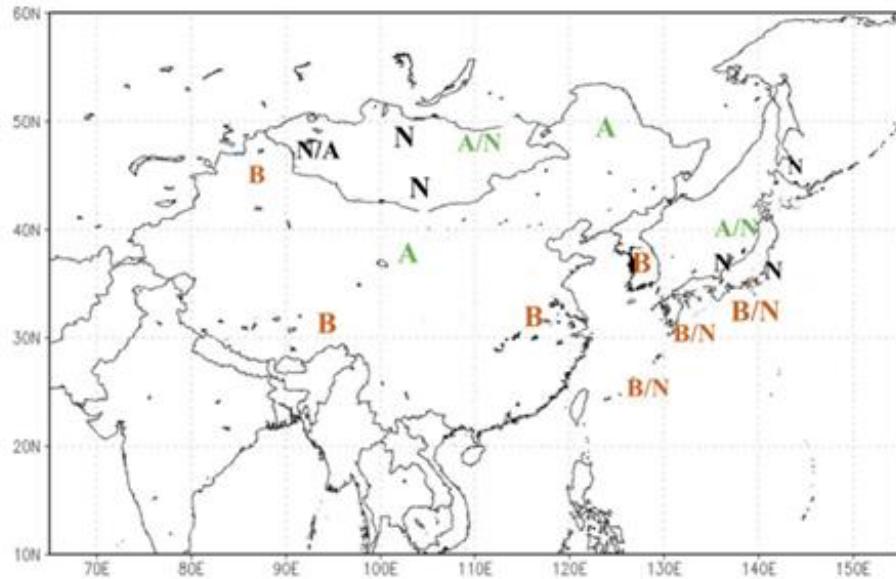 60N
50N
A
N
A/N
N/A
N
B
N
40N
A/N
A
B
N
N
B
B
B/N
B/N
30N
B/N
20N
10N
70E 80E 90E 100E 110E 120E 130E 140E 150E